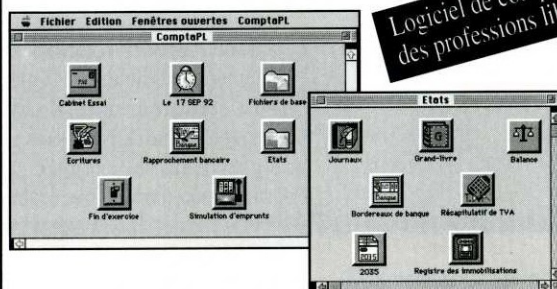 Fichier Edition Fenêtres ouvertes ComptaPL
ComptaPL
Cabinet Essai
Le 17 SEP 92
Fichiers de base
Ecritures
Rapprochement bancaire
Etats
Fin d'exercice
Simulation d'emprunts
Logiciel de
des professions
Etats
Journaux
Grand-livre
Balance
Bordereaux de banque
Récapitulatif de TVA
2035
Registre des immobilisations